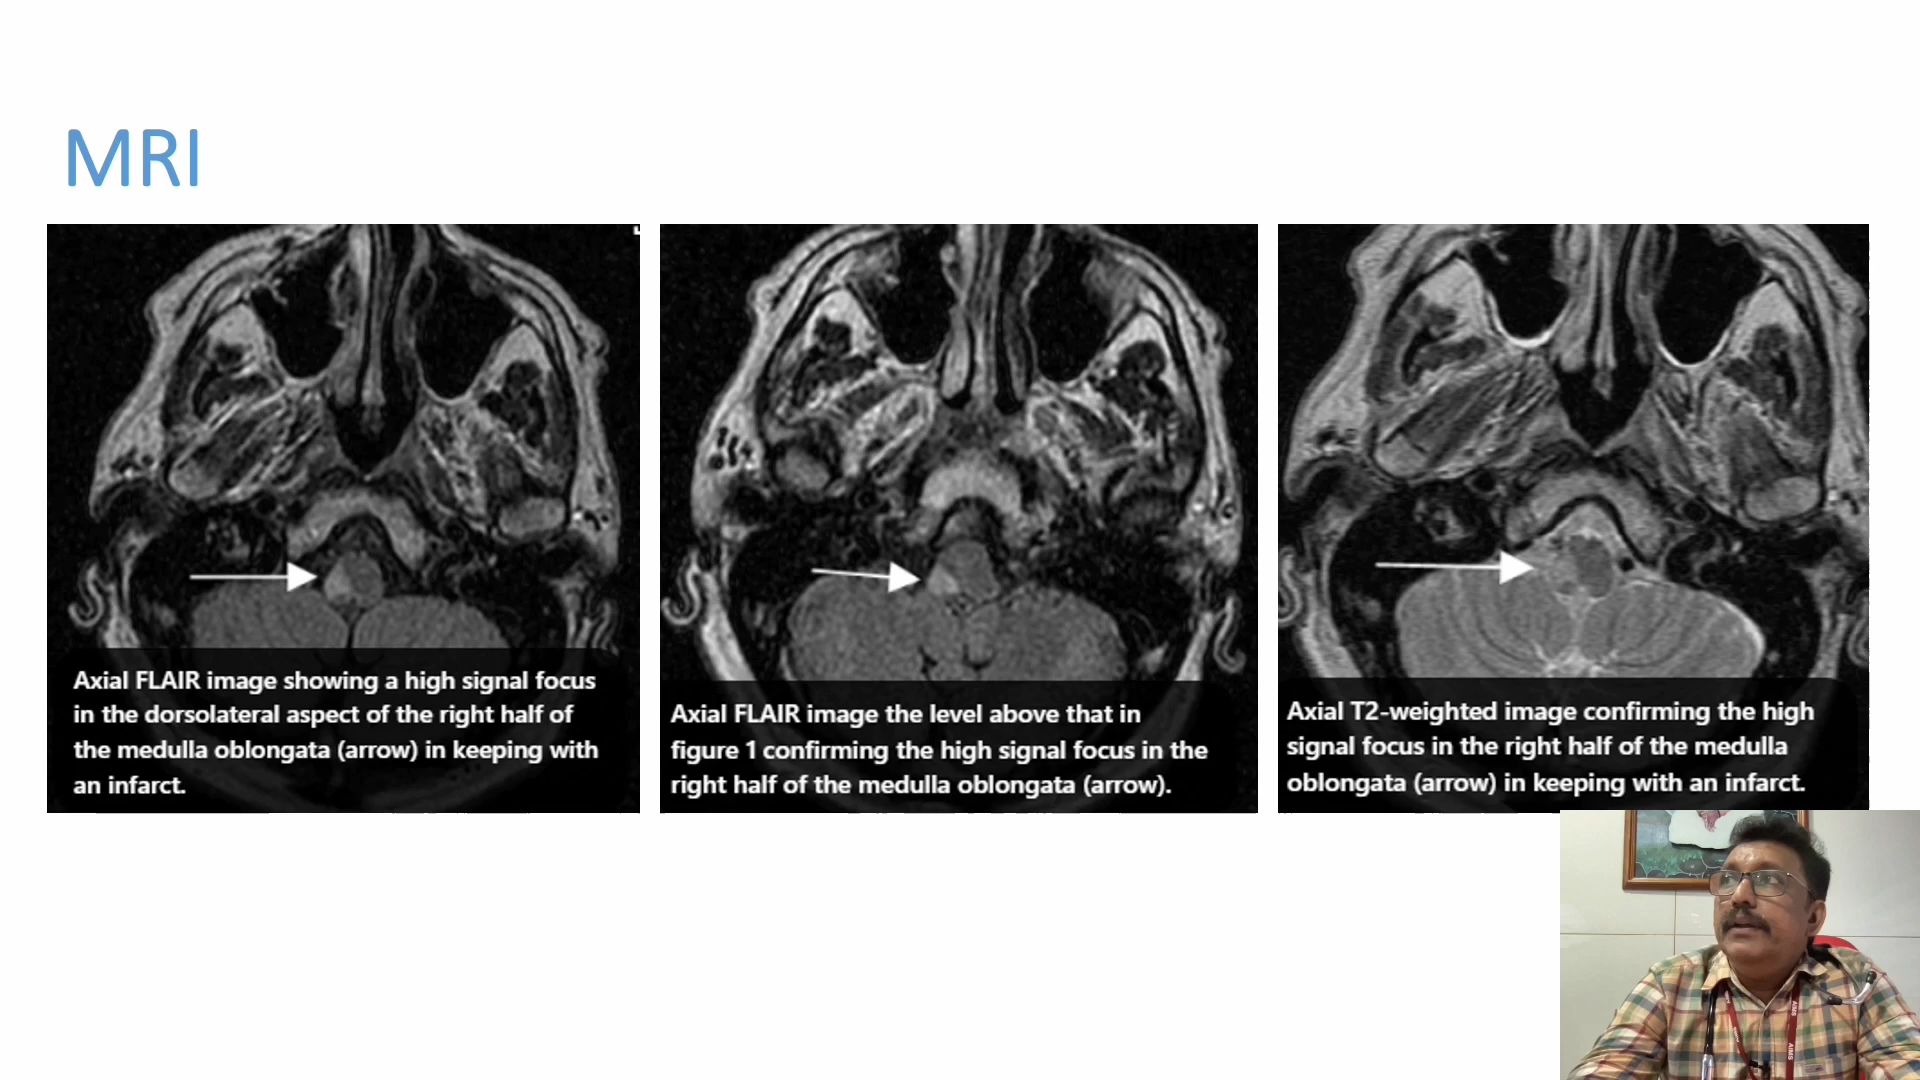 MRI
Axial FLAIR image showing a high signal focus
in the dorsolateral aspect of the right half of
the medulla oblongata (arrow) in keeping with
an infarct.
Axial FLAIR image the level above that in
figure 1 confirming the high signal focus in the
right half of the medulla oblongata (arrow).
Axial T2-weighted image confirming the high
signal focus in the right half of the medulla
oblongata (arrow) in keeping with an infarct.
AIMS
AIMS